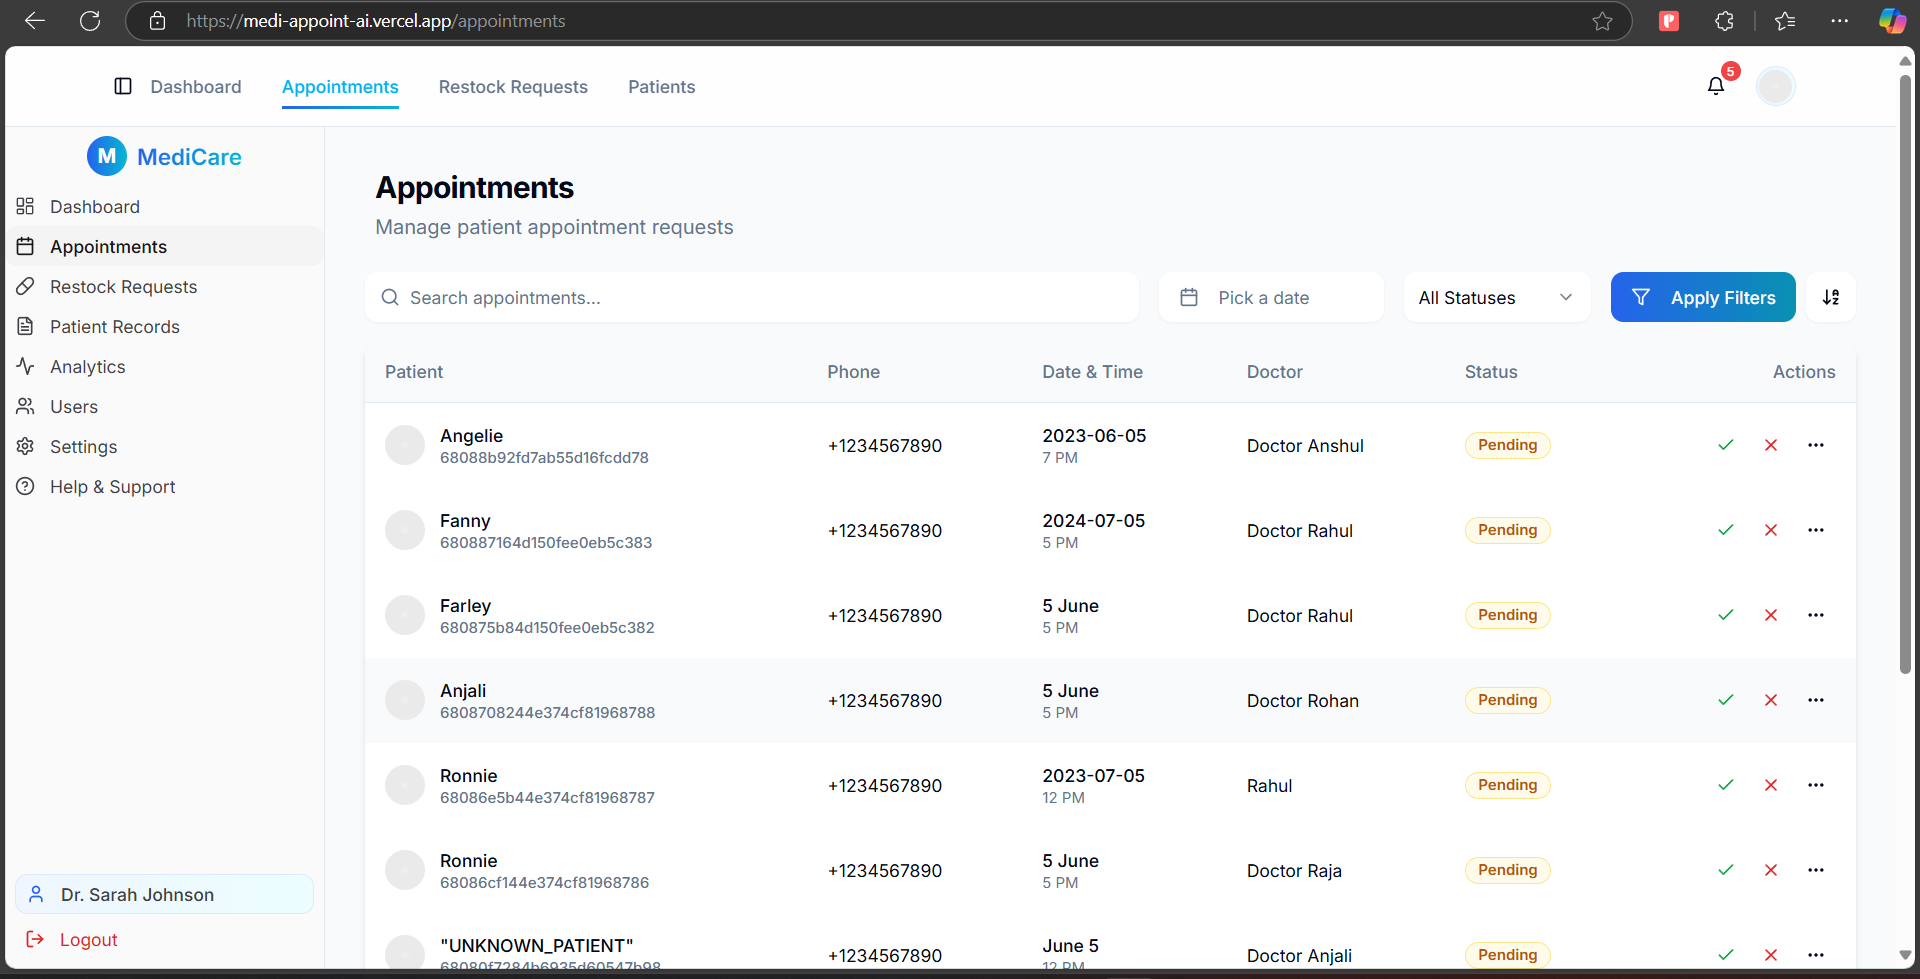 https://medi-appoint-ai.vercel.app/appointments
Dashboard
Appointments
Restock Requests
Patients
5
M MediCare
Dashboard
Appointments
Restock Requests
Patient Records
Analytics
Users
Settings
Help & Support
Dr. Sarah Johnson
Logout
Appointments
Manage patient appointment requests
Search appointments...
Pick a date
All Statuses
Apply Filters
Patient Phone Date & Time Doctor Status Actions
Angelie
68088b92fd7ab55d16fcdd78
+1234567890
2023-06-05
7 PM
Doctor Anshul
Pending
Fanny
680887164d150fee0eb5c383
+1234567890
2024-07-05
5 PM
Doctor Rahul
Pending
Farley
680875b84d150fee0eb5c382
+1234567890
5 June
5 PM
Doctor Rahul
Pending
Anjali
6808708244e374cf81968788
+1234567890
5 June
5 PM
Doctor Rohan
Pending
Ronnie
68086e5b44e374cf81968787
+1234567890
2023-07-05
12 PM
Rahul
Pending
Ronnie
68086cf144e374cf81968786
+1234567890
5 June
5 PM
Doctor Raja
Pending
"UNKNOWN_PATIENT"
68080f7284b6935d60547b98
+1234567890
June 5
12 PM
Doctor Anjali
Pending